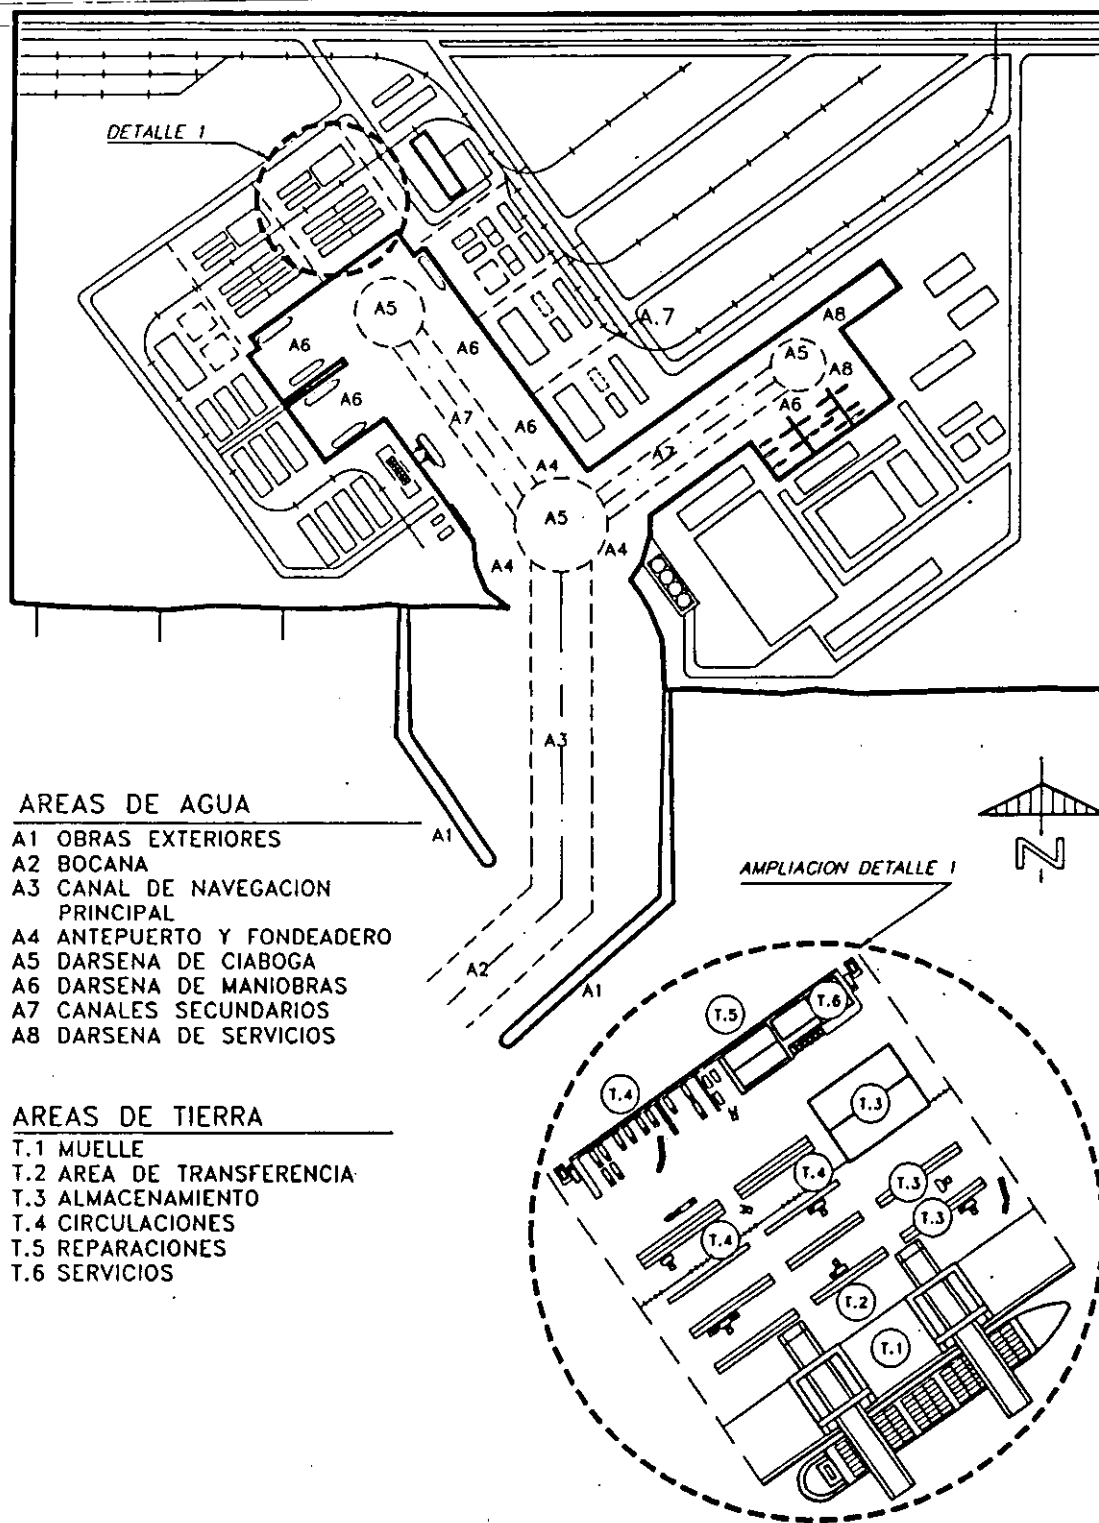 DETALLE 1
A5
A6
A6
A7
A6
A6
A.7
A8
A5
A8
A6
A7
A4
A5
A4
A4
A3
A1
A2
A1
N
AREAS DE AGUA
A1 OBRAS EXTERIORES
A2 BOCANA
A3 CANAL DE NAVEGACION
PRINCIPAL
A4 ANTEPUERTO Y FONDEADERO
A5 DARSENA DE CIABOGA
A6 DARSENA DE MANIOBRAS
A7 CANALES SECUNDARIOS
A8 DARSENA DE SERVICIOS
AREAS DE TIERRA
T.1 MUELLE
T.2 AREA DE TRANSFERENCIA
T.3 ALMACENAMIENTO
T.4 CIRCULACIONES
T.5 REPARACIONES
T.6 SERVICIOS
AMPLIACION DETALLE 1
T.6
T.5
T.4
T.3
T.4
T.3
T.3
T.4
T.2
T.1